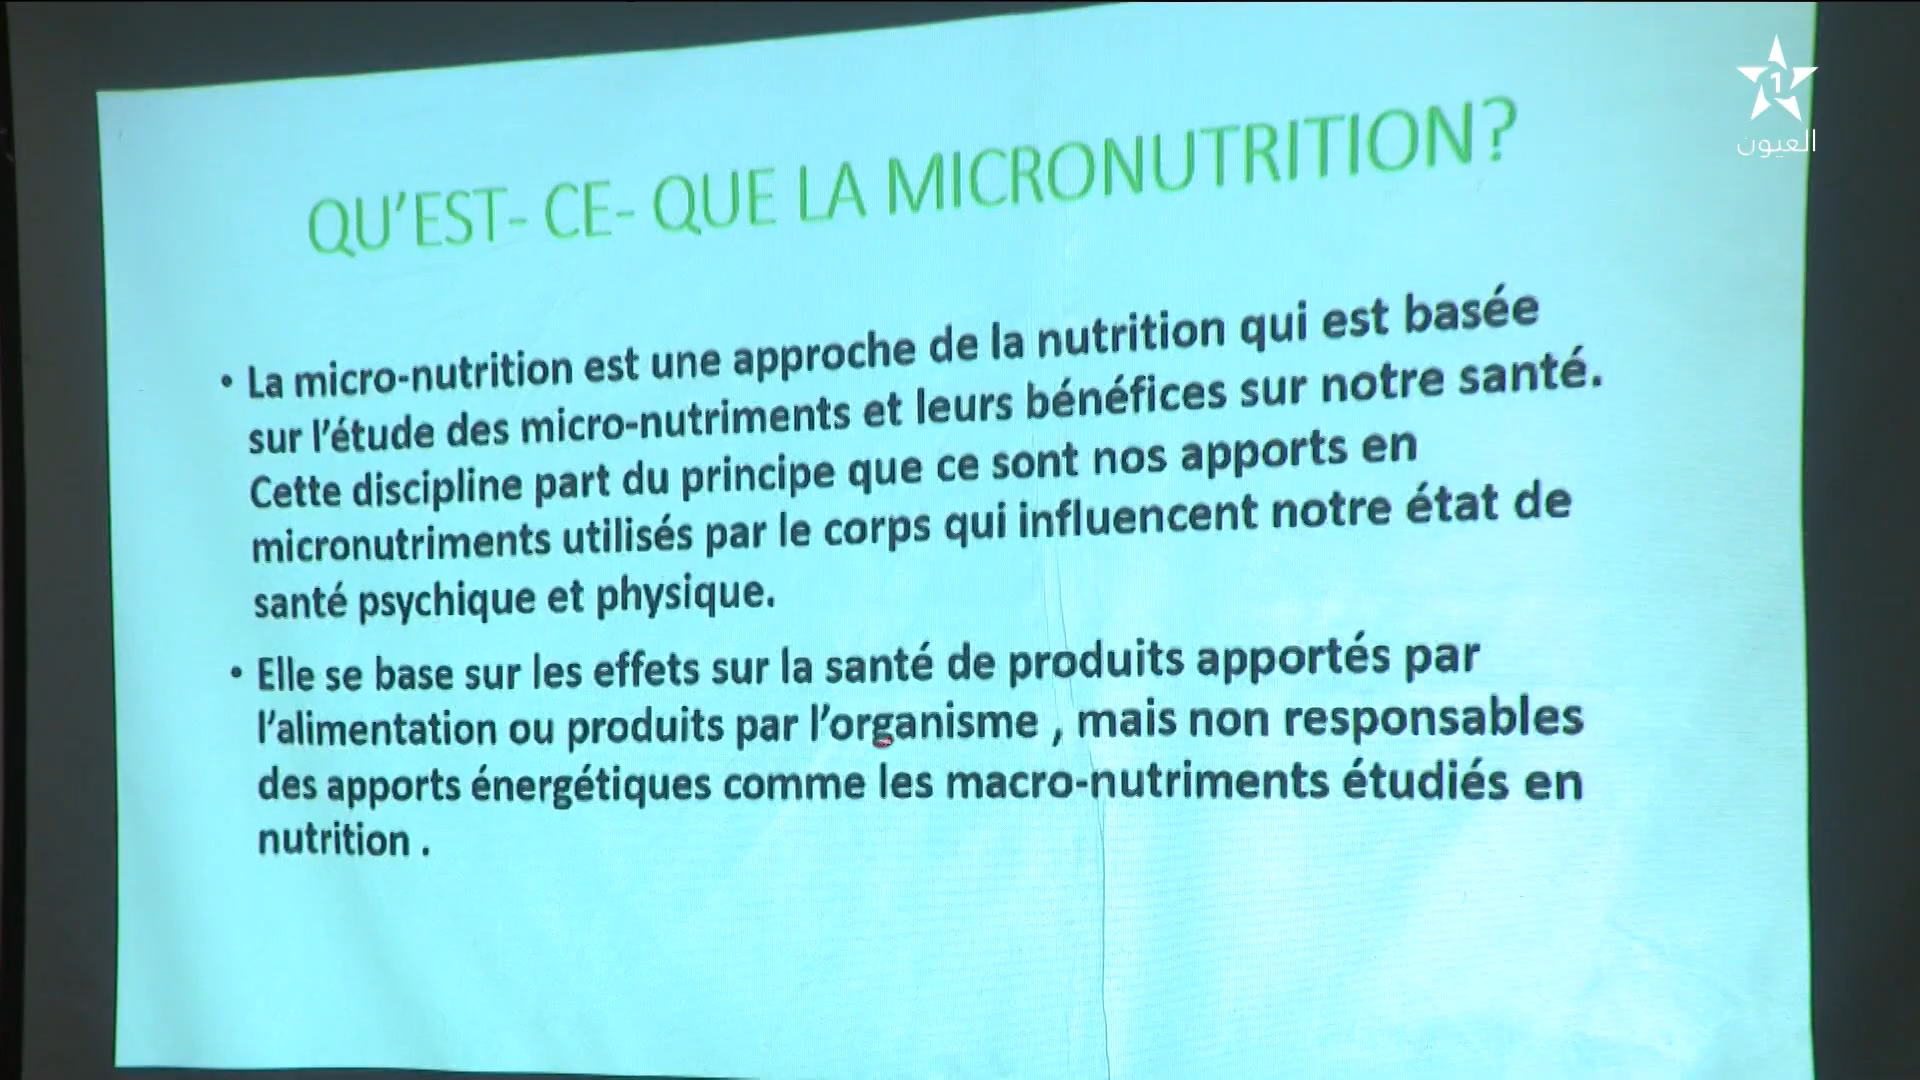 1
العيون
QU'EST- CE- QUE LA MICRONUTRITION?
• La micro-nutrition est une approche de la nutrition qui est basée
sur l'étude des micro-nutriments et leurs bénéfices sur notre santé.
Cette discipline part du principe que ce sont nos apports en
micronutriments utilisés par le corps qui influencent notre état de
santé psychique et physique.
• Elle se base sur les effets sur la santé de produits apportés par
l'alimentation ou produits par l'organisme , mais non responsables
des apports énergétiques comme les macro-nutriments étudiés en
nutrition .